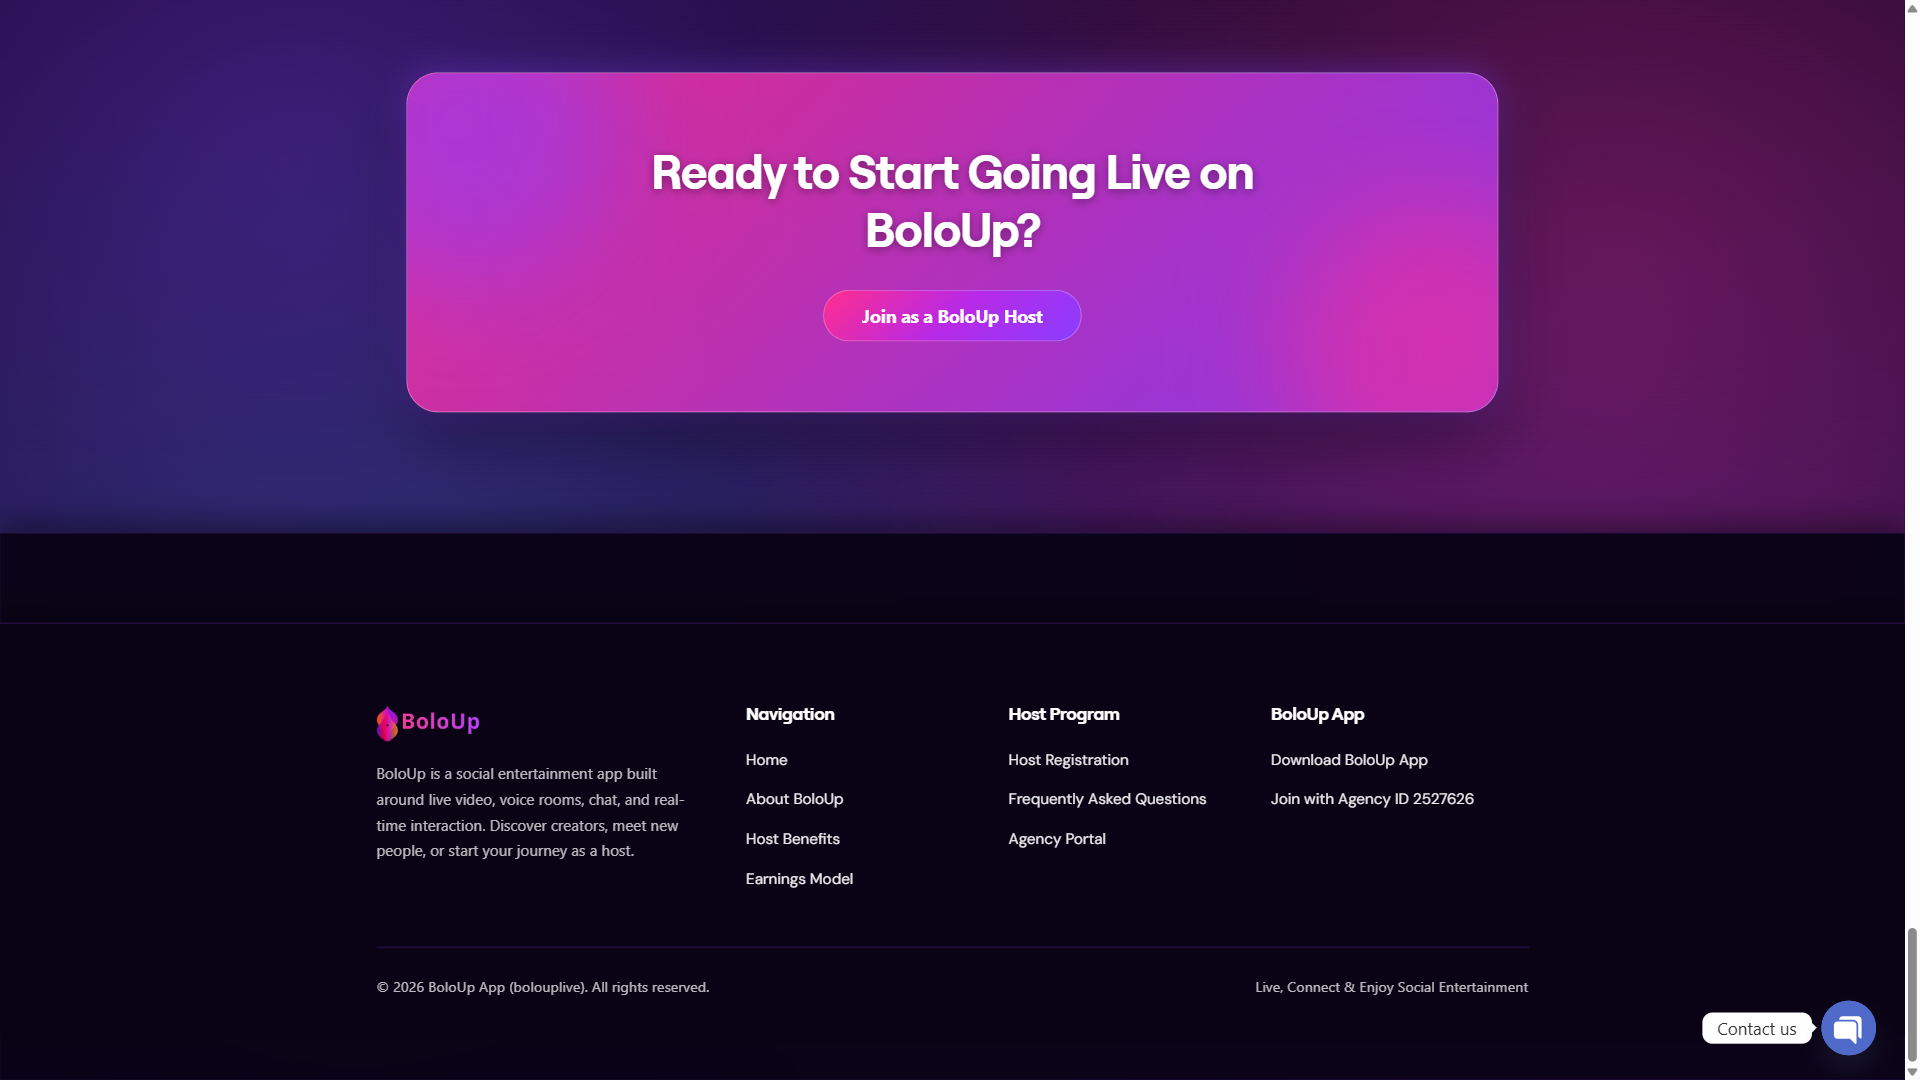 Ready to Start Going Live on
BoloUp?
Join as a BoloUp Host
BoloUp
BoloUp is a social entertainment app built
around live video, voice rooms, chat, and real-
time interaction. Discover creators, meet new
people, or start your journey as a host.
Navigation
Home
About BoloUp
Host Benefits
Earnings Model
Host Program
Host Registration
Frequently Asked Questions
Agency Portal
BoloUp App
Download BoloUp App
Join with Agency ID 2527626
© 2026 BoloUp App (bolouplive). All rights reserved.
Live, Connect & Enjoy Social Entertainment
Contact us